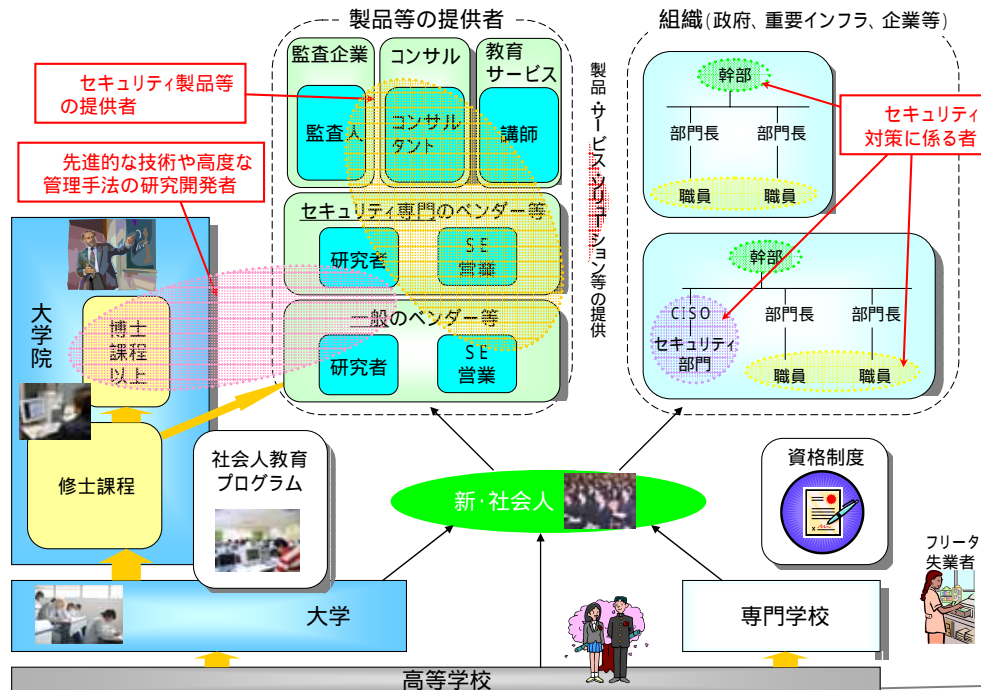 製品等の提供者
組織(政府、重要インフラ、企業等)
監査企業
コンサル
教育
サービス
監査人
コンサル
タント
講師
セキュリティ製品等
の提供者
先進的な技術や高度な
管理手法の研究開発者
セキュリティ専門のベンダー等
研究者
SE
営業
一般のベンダー等
研究者
SE
営業
製品・サービス・ソリューション等の提供
幹部
部門長
部門長
職員
職員
セキュリティ
対策に係る者
幹部
CISO
セキュリティ
部門
部門長
部門長
職員
職員
大学院
博士
課程
以上
修士課程
社会人教育
プログラム
新・社会人
資格制度
フリータ
失業者
大学
専門学校
高等学校